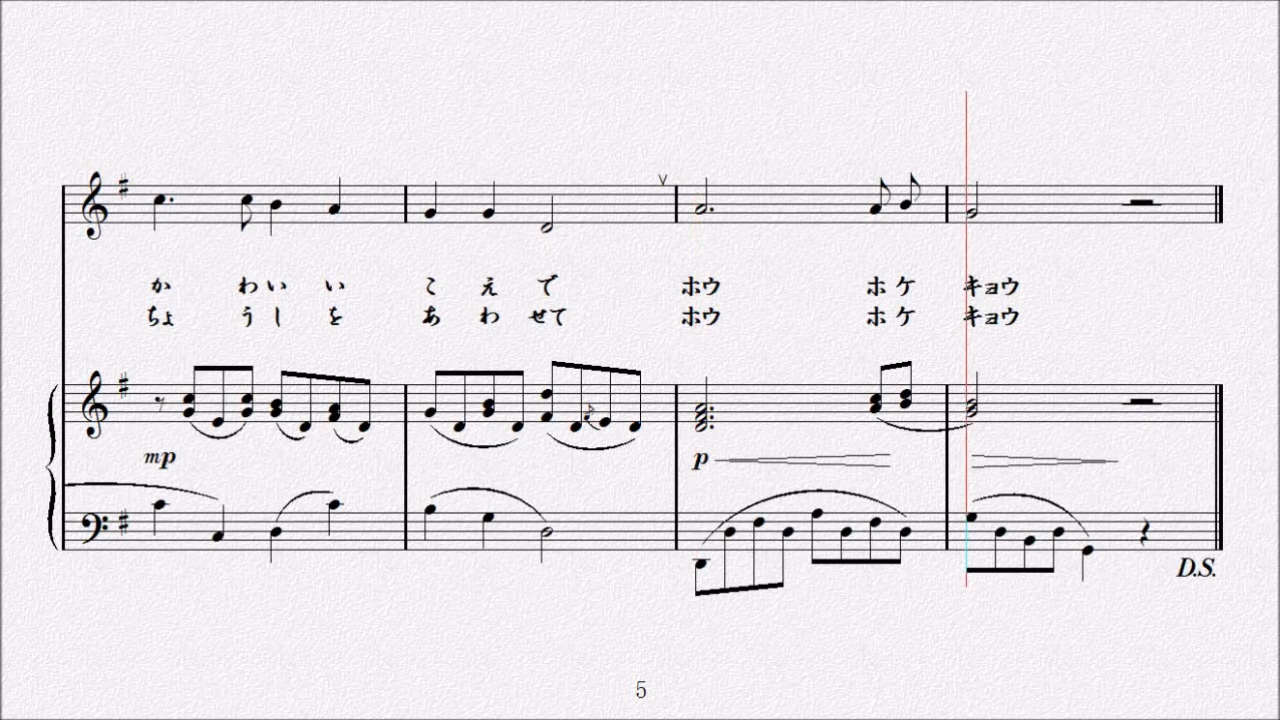 か わ い い こ え で ホウ ホ ケ キョウ
ちょ う し を あ わ せて ホウ ホ ケ キョウ
mp p
D.S.
5